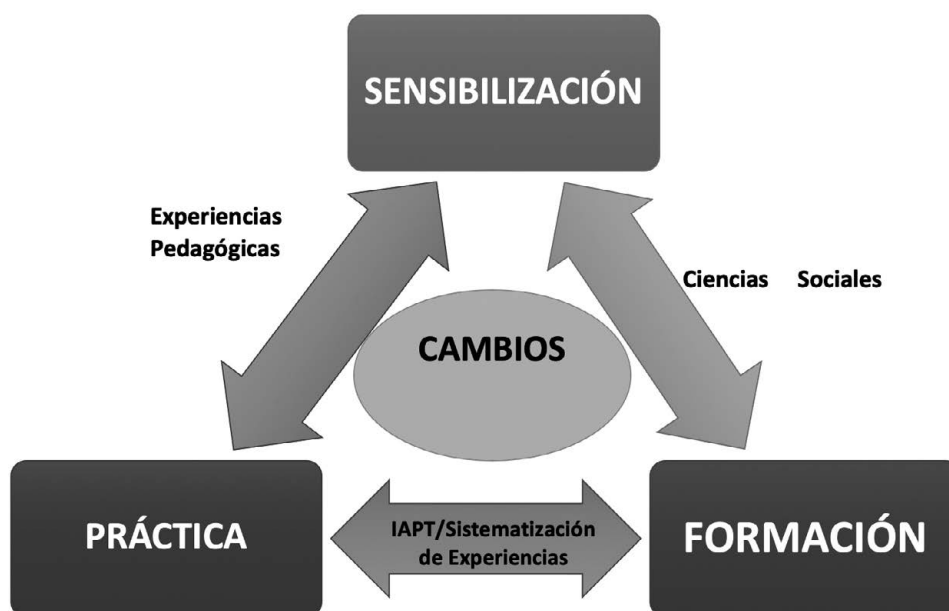 SENSIBILIZACIÓN
Experiencias
Pedagógicas
Ciencias Sociales
CAMBIOS
PRÁCTICA
IAPT/Sistematización
de Experiencias
FORMACIÓN